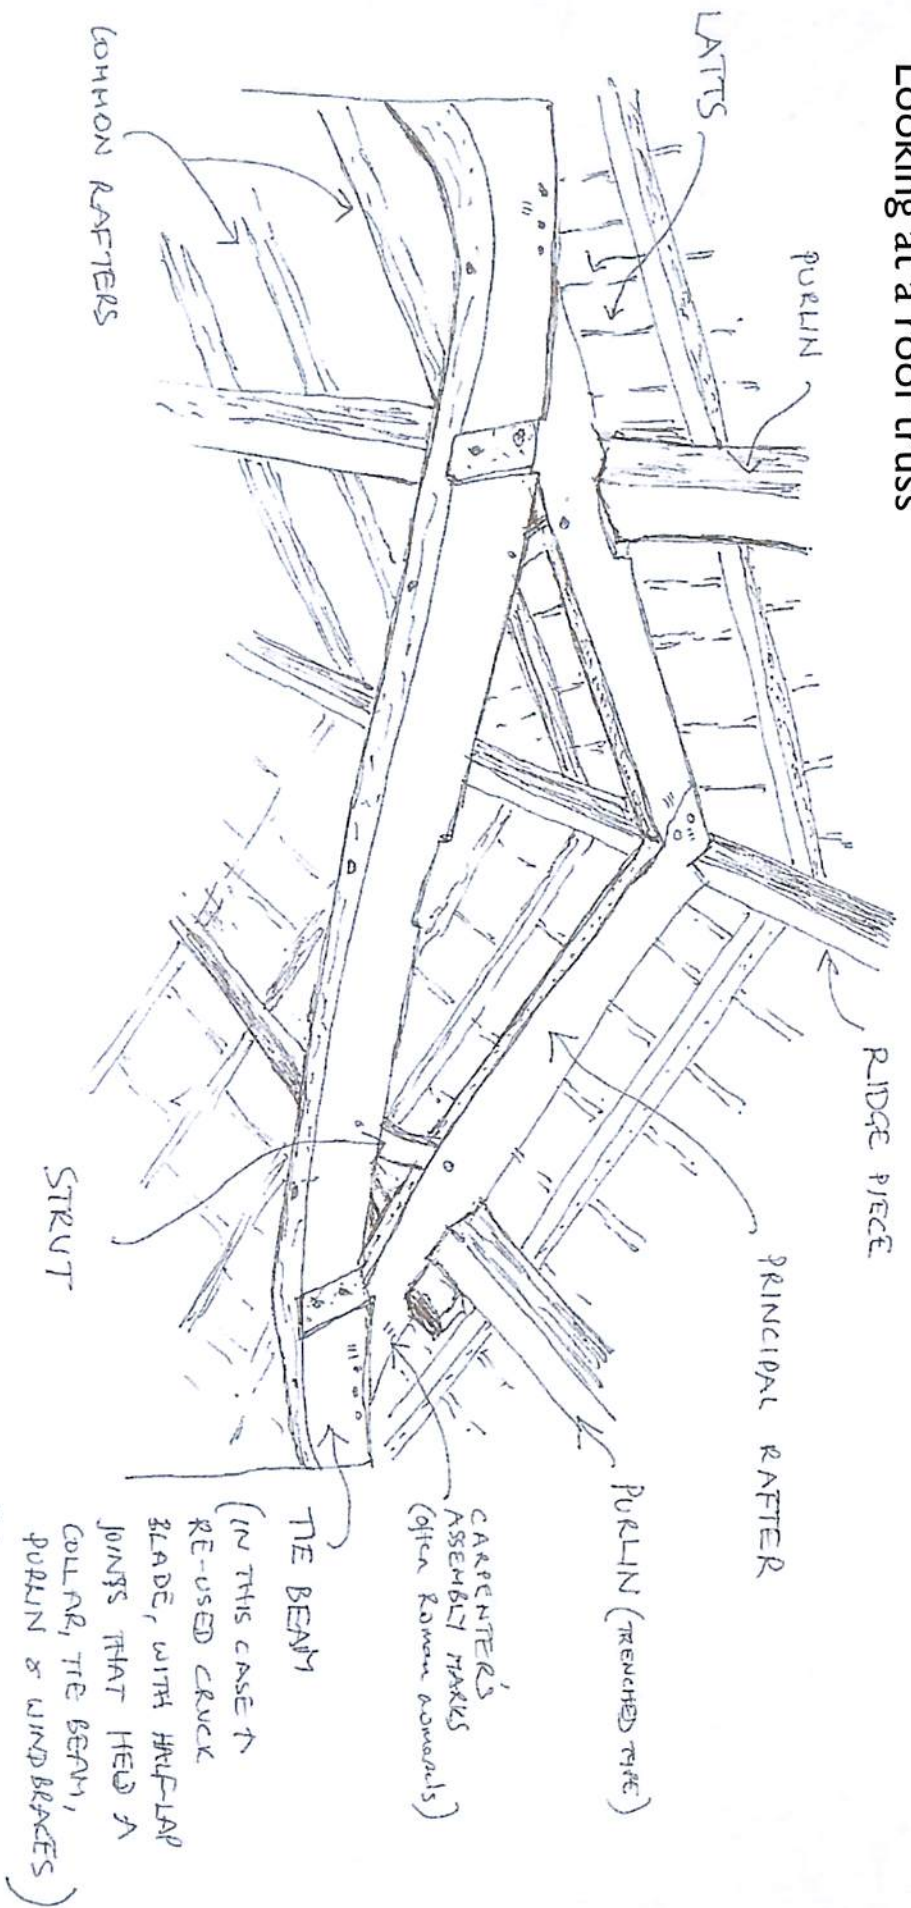 Looking at a roof truss
LATTS
PURLIN
RIDGE PIECE
PRINCIPAL RAFTER
PURLIN (TRENCHED TYPE)
CARPENTER'S
ASSEMBLY MARKS
(often Roman numerals)
TIE BEAM
(IN THIS CASE A
RE-USED CRUCK
BLADE, WITH HALF-LAP
JOINTS THAT HELD A
COLLAR, TIE BEAM,
PURLIN & WINDBRACES)
STRUT
COMMON RAFTERS